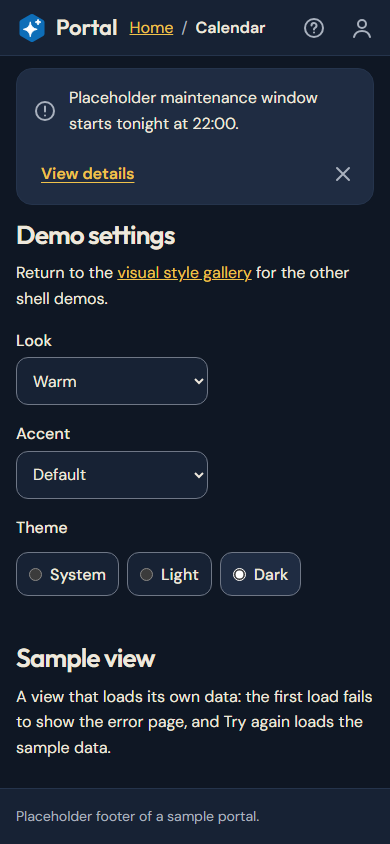 Portal Home / Calendar
Placeholder maintenance window
starts tonight at 22:00.
View details
Demo settings
Return to the visual style gallery for the other
shell demos.
Look
Warm
Accent
Default
Theme
System Light Dark
Sample view
A view that loads its own data: the first load fails
to show the error page, and Try again loads the
sample data.
Placeholder footer of a sample portal.